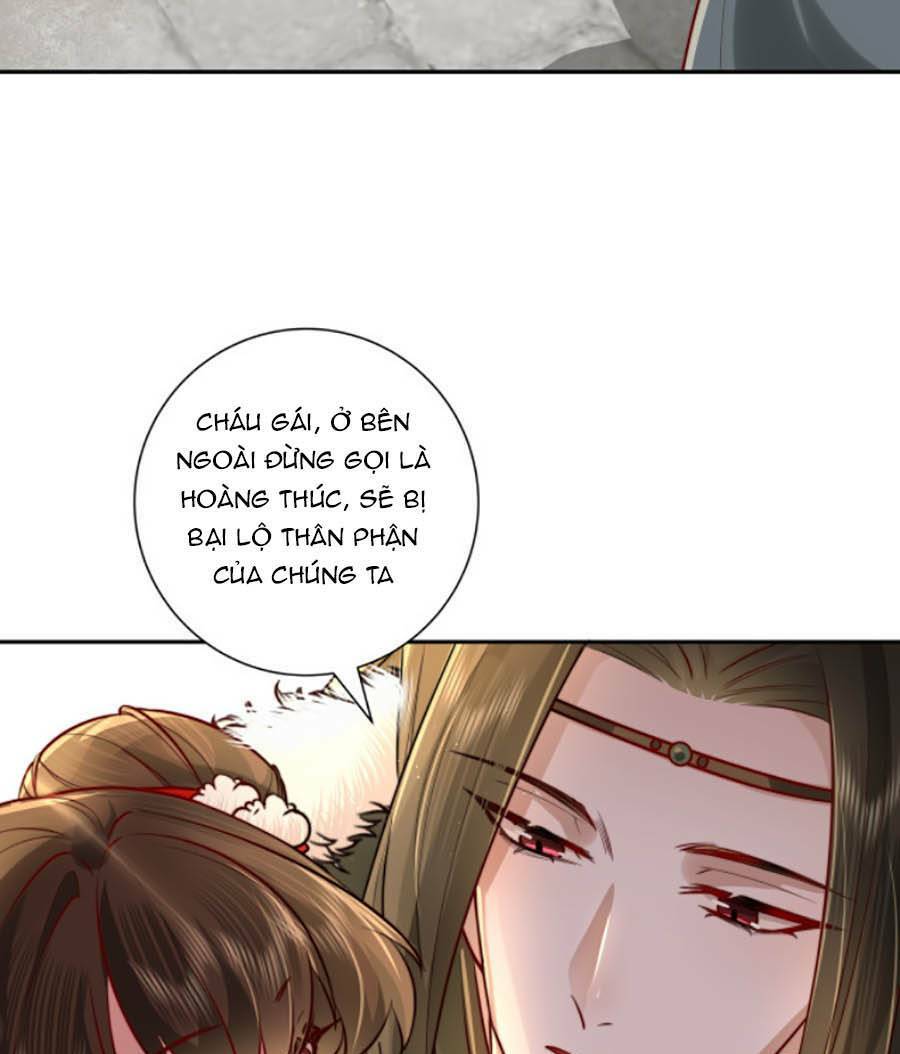 CHÁU GÁI, Ở BÊN
NGOÀI ĐỪNG GỌI LÀ
HOÀNG THÚC, SẼ BỊ
BẠI LỘ THÂN PHẬN
CỦA CHÚNG TA